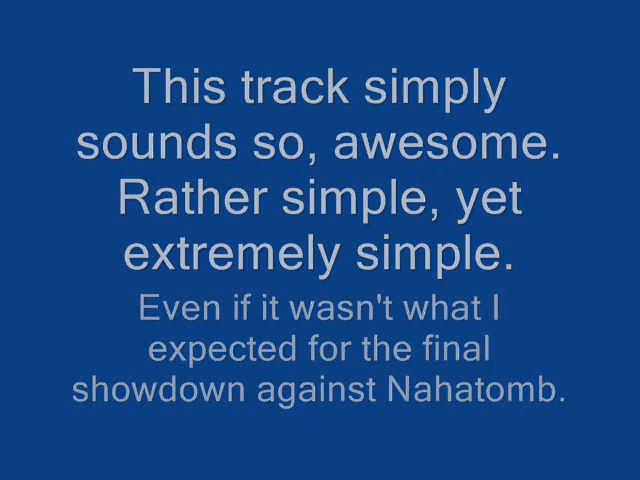 This track simply
sounds so, awesome.
Rather simple, yet
extremely simple.
Even if it wasn't what I
expected for the final
showdown against Nahatomb.